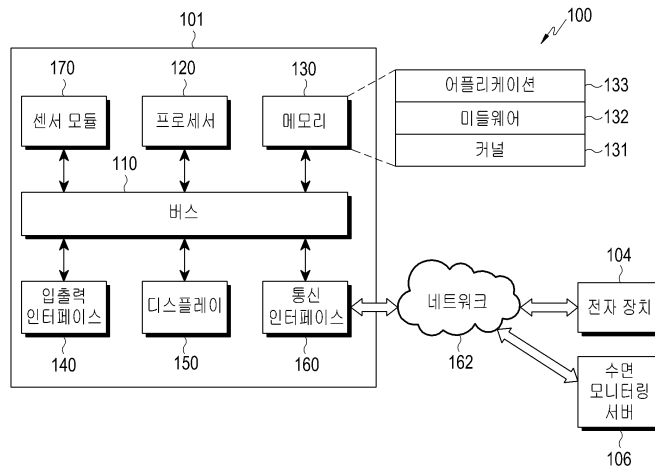 100
101
170
120
130
센서 모듈
프로세서
메모리
어플리케이션
133
미들웨어
132
커널
131
110
버스
입출력
인터페이스
디스플레이
통신
인터페이스
140
150
160
네트워크
162
104
전자 장치
수면
모니터링
서버
106